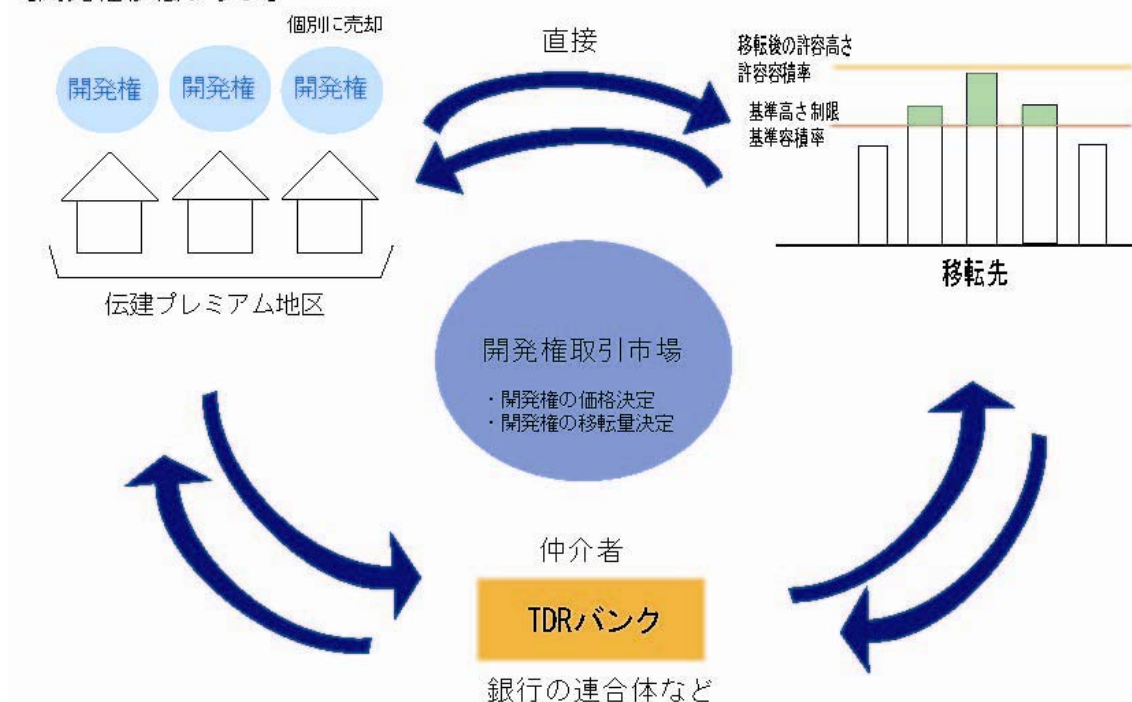 個別に売却
開発権
開発権
開発権
伝建プレミアム地区
直接
移転後の許容高さ
許容容積率
基準高さ制限
基準容積率
移転先
開発権取引市場
・開発権の価格決定
・開発権の移転量決定
仲介者
TDRバンク
銀行の連合体など